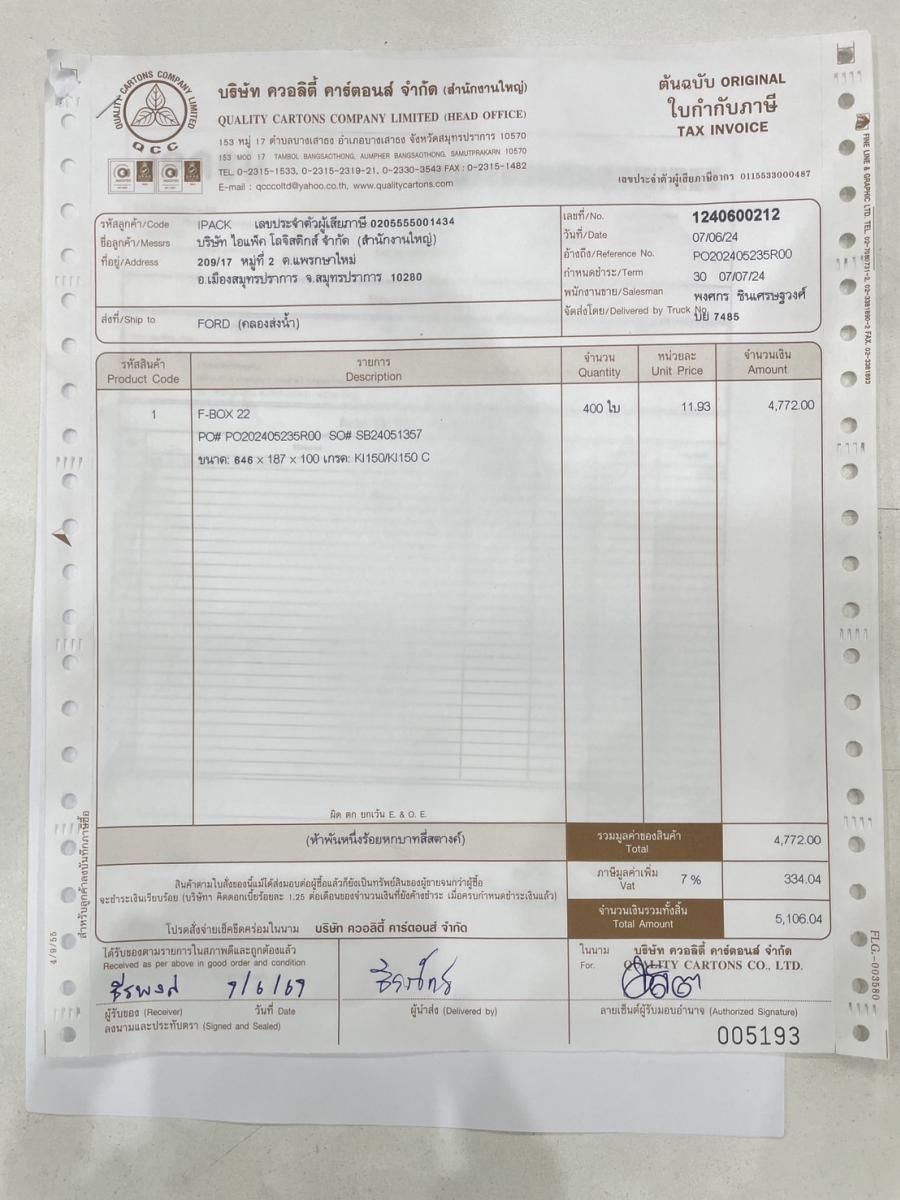 QUALITY CARTONS COMPANY LIMITED
QCC
บริษัท ควอลิตี้ คาร์ตอนส์ จำกัด (สำนักงานใหญ่)
QUALITY CARTONS COMPANY LIMITED (HEAD OFFICE)
153 หมู่ 17 ตำบลบางเสาธง อำเภอบางเสาธง จังหวัดสมุทรปราการ 10570
153 MOO 17 TAMBOL BANGSAOTHONG, AUMPHER BANGSAOTHONG, SAMUTPRAKARN 10570
TEL. 0-2315-1533, 0-2315-2319-21, 0-2330-3543 FAX : 0-2315-1482
E-mail : qcccoltd@yahoo.co.th, www.qualitycartons.com
ต้นฉบับ ORIGINAL
ใบกำกับภาษี
TAX INVOICE
เลขประจำตัวผู้เสียภาษีอากร 0115533000487
รหัสลูกค้า/Code IPACK เลขประจำตัวผู้เสียภาษี 0205555001434
ชื่อลูกค้า/Messrs บริษัท ไอแพ็ค โลจิสติกส์ จำกัด (สำนักงานใหญ่)
ที่อยู่/Address 209/17 หมู่ที่ 2 ต.แพรกษาใหม่
อ.เมืองสมุทรปราการ จ.สมุทรปราการ 10280
ส่งที่/Ship to FORD (คลองส่งน้ำ)
เลขที่/No. 1240600212
วันที่/Date 07/06/24
อ้างถึง/Reference No. PO202405235R00
กำหนดชำระ/Term 30 07/07/24
พนักงานขาย/Salesman พงศกร ชินเศรษฐวงศ์
จัดส่งโดย/Delivered by Truck No. 7485
รหัสสินค้า รายการ จำนวน หน่วยละ จำนวนเงิน
Product Code Description Quantity Unit Price Amount
1 F-BOX 22 400 ใบ 11.93 4,772.00
PO# PO202405235R00 SO# SB24051357
ขนาด: 646 x 187 x 100 เกรด: KI150/KI150 C
ผิด ตก ยกเว้น E. & O. E.
(ห้าพันหนึ่งร้อยหกบาทสี่สตางค์)
รวมมูลค่าของสินค้า
Total 4,772.00
ภาษีมูลค่าเพิ่ม
Vat 7 % 334.04
จำนวนเงินรวมทั้งสิ้น
Total Amount 5,106.04
สินค้าตามใบสั่งของนี้แม้ได้ส่งมอบต่อผู้ซื้อแล้วก็ยังเป็นทรัพย์สินของผู้ขายจนกว่าผู้ซื้อ
จะชำระเงินเรียบร้อย (บริษัทฯ คิดดอกเบี้ยร้อยละ 1.25 ต่อเดือนของจำนวนเงินที่ยังค้างชำระ เมื่อครบกำหนดชำระเงินแล้ว)
โปรดสั่งจ่ายเช็คขีดคร่อมในนาม บริษัท ควอลิตี้ คาร์ตอนส์ จำกัด
ได้รับของตามรายการในสภาพดีและถูกต้องแล้ว
Received as per above in good order and condition
ธีรพงส์ 7/6/67
ผู้รับของ (Receiver) วันที่ Date
ลงนามและประทับตรา (Signed and Sealed)
ผู้นำส่ง (Delivered by)
ในนาม บริษัท ควอลิตี้ คาร์ตอนส์ จำกัด
For. QUALITY CARTONS CO., LTD.
ลายเซ็นต์ผู้รับมอบอำนาจ (Authorized Signature)
005193
สำหรับลูกค้าลงบันทึกภาษีซื้อ
4/9/55
FLG.-003580